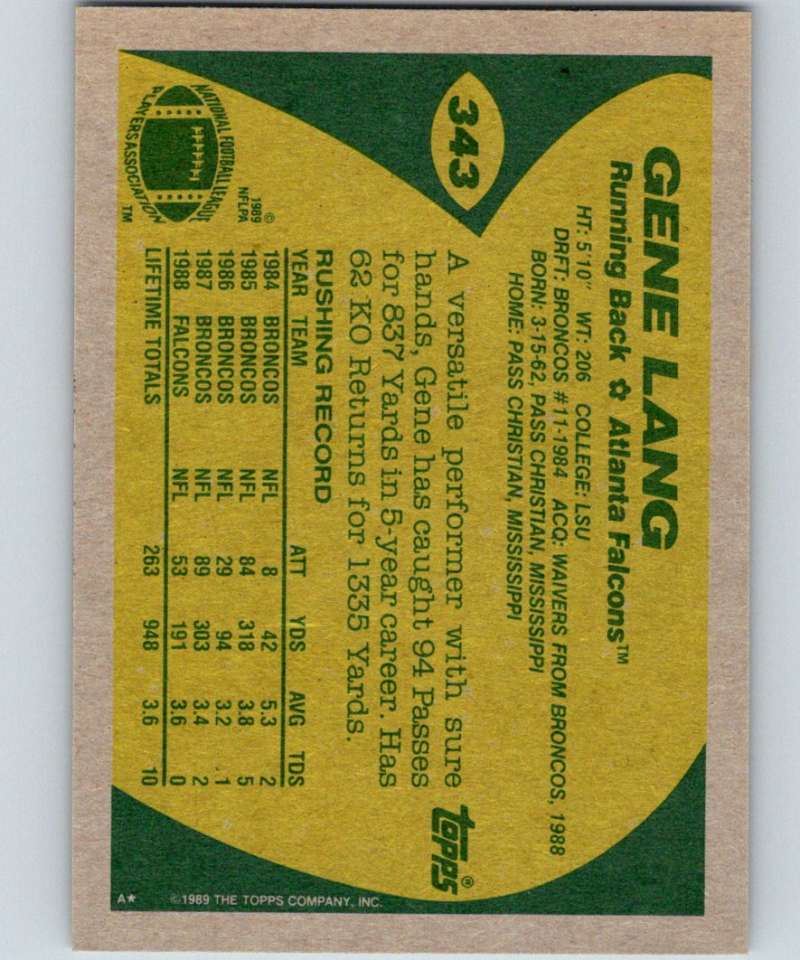 343
GENE LANG
Running Back ✿ Atlanta Falcons™
HT: 5'10" WT: 206 COLLEGE: LSU
DRFT: BRONCOS #11-1984 ACQ: WAIVERS FROM BRONCOS, 1988
BORN: 3-15-62, PASS CHRISTIAN, MISSISSIPPI
HOME: PASS CHRISTIAN, MISSISSIPPI
A versatile performer with sure
hands, Gene has caught 94 Passes
for 837 Yards in 5-year career. Has
62 KO Returns for 1335 Yards.
RUSHING RECORD
YEAR TEAM ATT YDS AVG TDS
1984 BRONCOS NFL 8 42 5.3 2
1985 BRONCOS NFL 84 318 3.8 5
1986 BRONCOS NFL 29 94 3.2 1
1987 BRONCOS NFL 89 303 3.4 2
1988 FALCONS NFL 53 191 3.6 0
LIFETIME TOTALS 263 948 3.6 10
NATIONAL FOOTBALL LEAGUE
PLAYERS ASSOCIATION
TM
©
1989
NFLPA
TOPPS®
A★ ©1989 THE TOPPS COMPANY, INC.